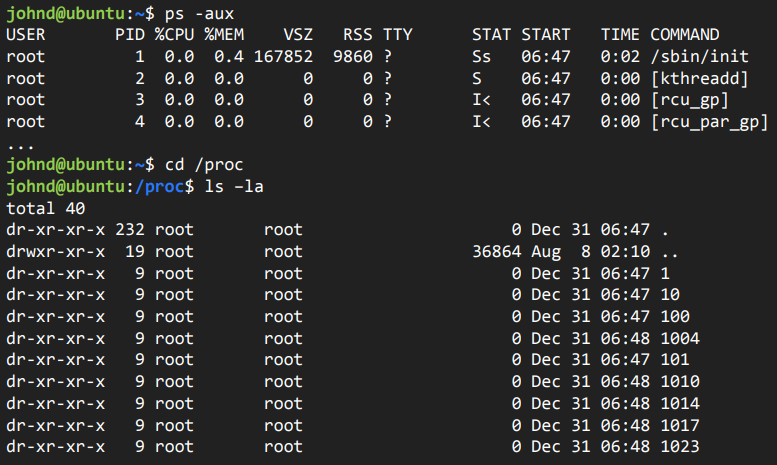 johnd@ubuntu:~$ ps -aux
USER         PID %CPU %MEM    VSZ   RSS TTY      STAT START   TIME COMMAND
root           1  0.0  0.4 167852  9860 ?        Ss   06:47   0:02 /sbin/init
root           2  0.0  0.0      0     0 ?        S    06:47   0:00 [kthreadd]
root           3  0.0  0.0      0     0 ?        I<   06:47   0:00 [rcu_gp]
root           4  0.0  0.0      0     0 ?        I<   06:47   0:00 [rcu_par_gp]
...
johnd@ubuntu:~$ cd /proc
johnd@ubuntu:/proc$ ls –la
total 40
dr-xr-xr-x 232 root       root                     0 Dec 31 06:47 .
drwxr-xr-x  19 root       root                 36864 Aug  8 02:10 ..
dr-xr-xr-x   9 root       root                     0 Dec 31 06:47 1
dr-xr-xr-x   9 root       root                     0 Dec 31 06:47 10
dr-xr-xr-x   9 root       root                     0 Dec 31 06:47 100
dr-xr-xr-x   9 root       root                     0 Dec 31 06:48 1004
dr-xr-xr-x   9 root       root                     0 Dec 31 06:47 101
dr-xr-xr-x   9 root       root                     0 Dec 31 06:48 1010
dr-xr-xr-x   9 root       root                     0 Dec 31 06:48 1014
dr-xr-xr-x   9 root       root                     0 Dec 31 06:48 1017
dr-xr-xr-x   9 root       root                     0 Dec 31 06:48 1023